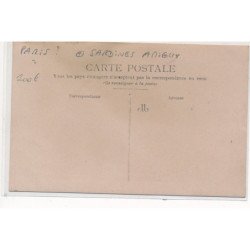 PARIS ? @ SARDINES AMIEUX
?
2006
CARTE POSTALE
Tous les pays étrangers n'acceptent pas la correspondance au recto
(Se renseigner à la poste)
Correspondance
Adresse